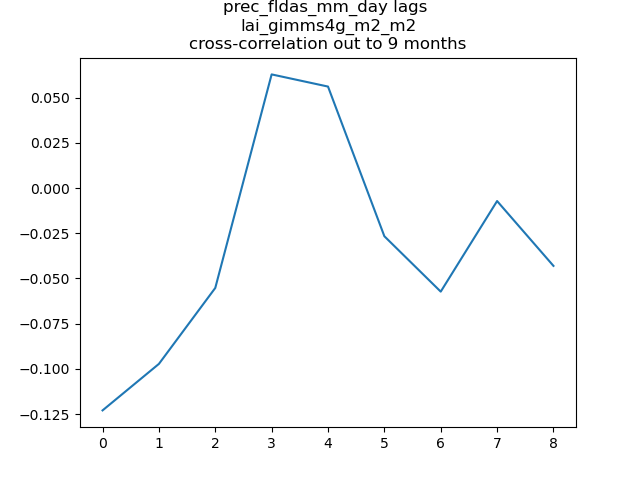 prec_fldas_mm_day lags
lai_gimms4g_m2_m2
cross-correlation out to 9 months
0.050
0.025
0.000
−0.025
−0.050
−0.075
−0.100
−0.125
0 1 2 3 4 5 6 7 8